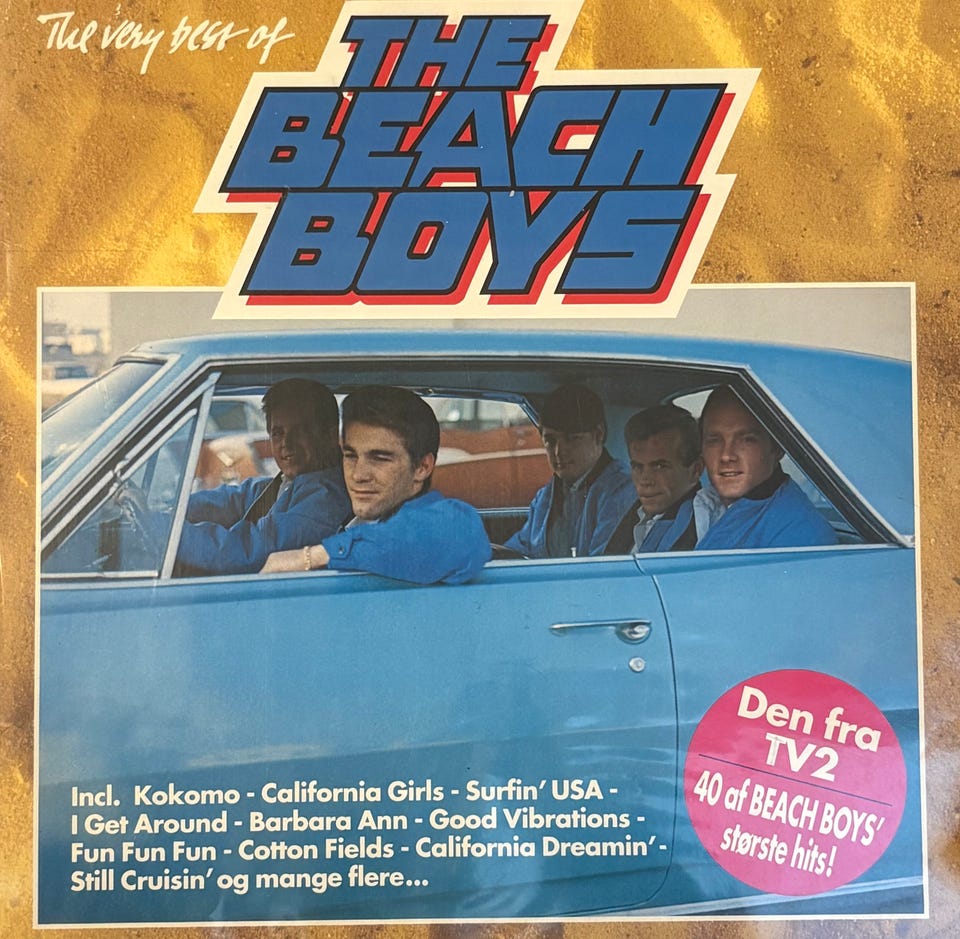 The very best of
THE
BEACH
BOYS
Incl. Kokomo - California Girls - Surfin' USA -
I Get Around - Barbara Ann - Good Vibrations -
Fun Fun Fun - Cotton Fields - California Dreamin' -
Still Cruisin' og mange flere...
Den fra
TV2
40 af BEACH BOYS'
største hits!